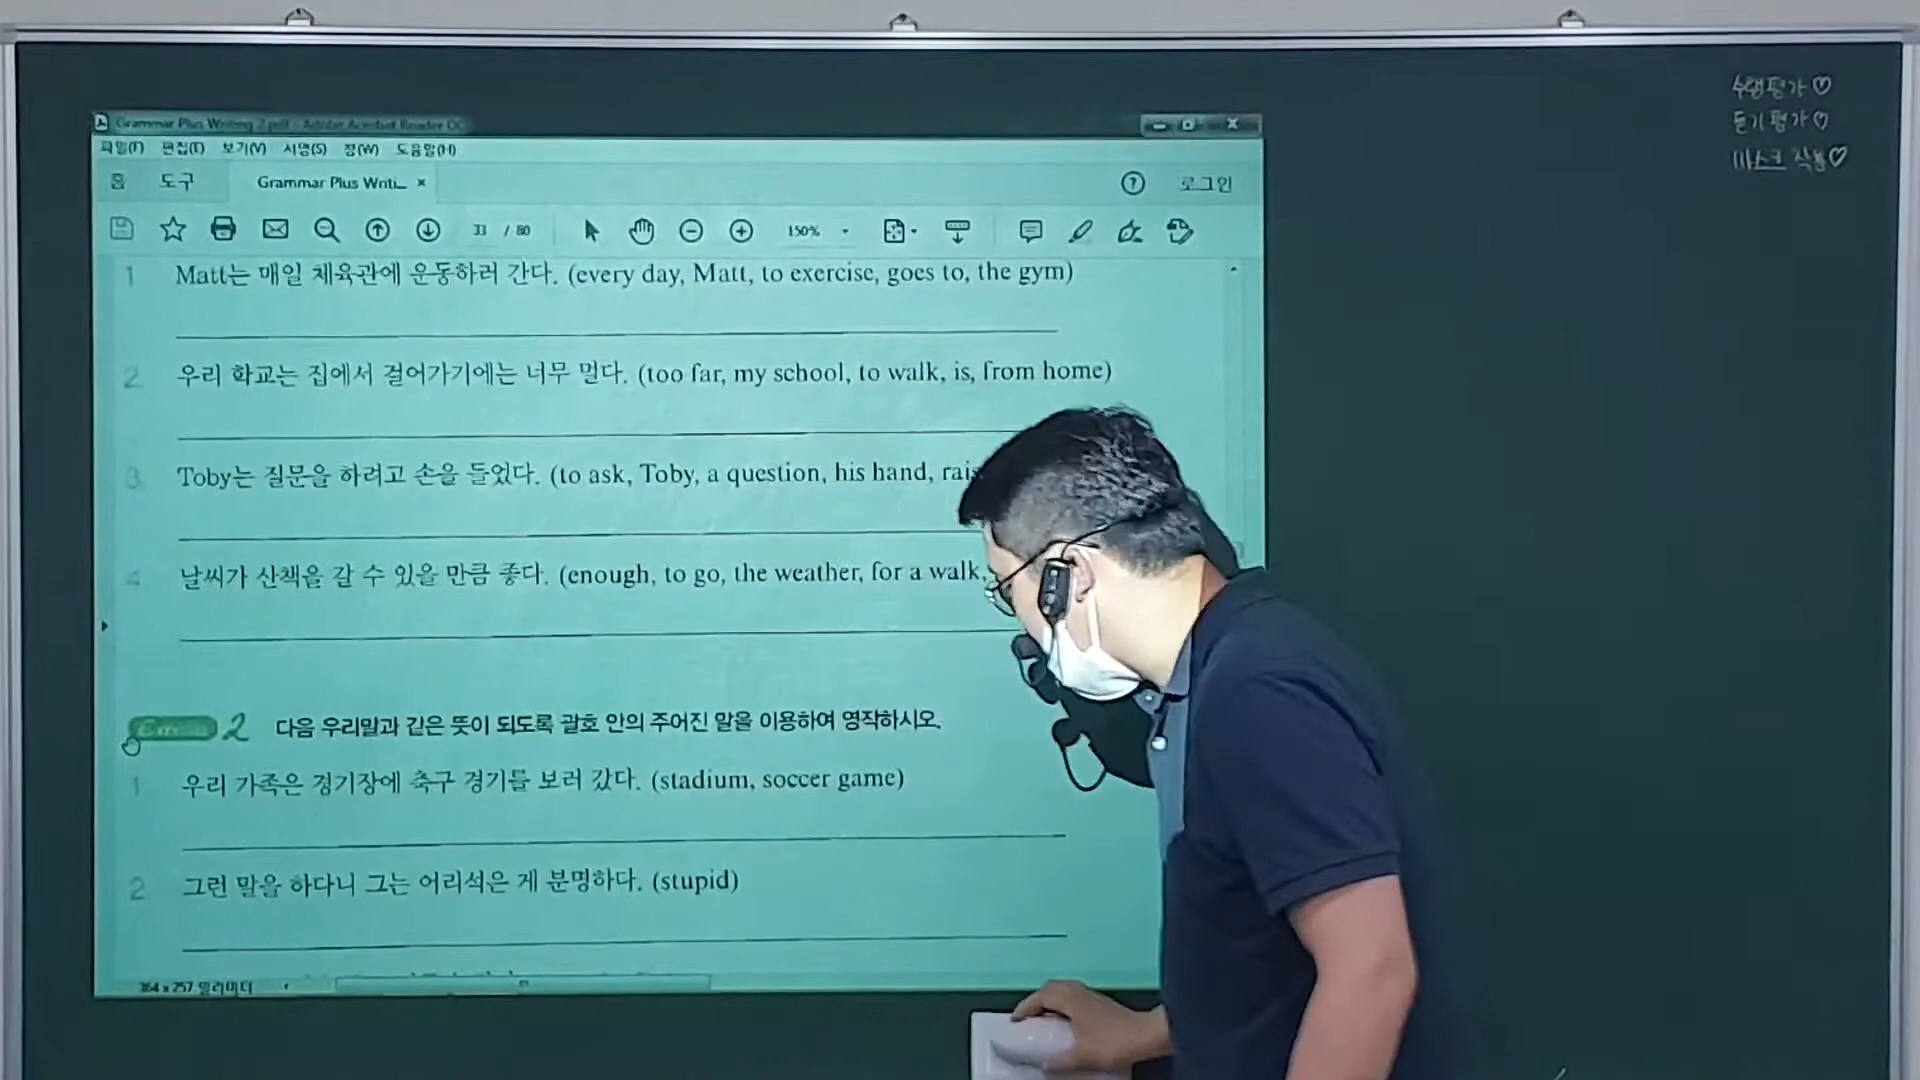 Grammar Plus Writing 2.pdf - Adobe Acrobat Reader DC
파일(F) 편집(E) 보기(V) 서명(S) 창(W) 도움말(H)
홈 도구 Grammar Plus Writi... × ? 로그인
33 / 80 150%
1 Matt는 매일 체육관에 운동하러 간다. (every day, Matt, to exercise, goes to, the gym)
2 우리 학교는 집에서 걸어가기에는 너무 멀다. (too far, my school, to walk, is, from home)
3 Toby는 질문을 하려고 손을 들었다. (to ask, Toby, a question, his hand,
4 날씨가 산책을 갈 수 있을 만큼 좋다. (enough, to go, the weather, for a walk,
2 다음 우리말과 같은 뜻이 되도록 괄호 안의 주어진 말을 이용하여 영작하시오.
1 우리 가족은 경기장에 축구 경기를 보러 갔다. (stadium, soccer game)
2 그런 말을 하다니 그는 어리석은 게 분명하다. (stupid)
364 x 257 밀리미터
수행평가♡
듣기평가♡
마스크 착용♡